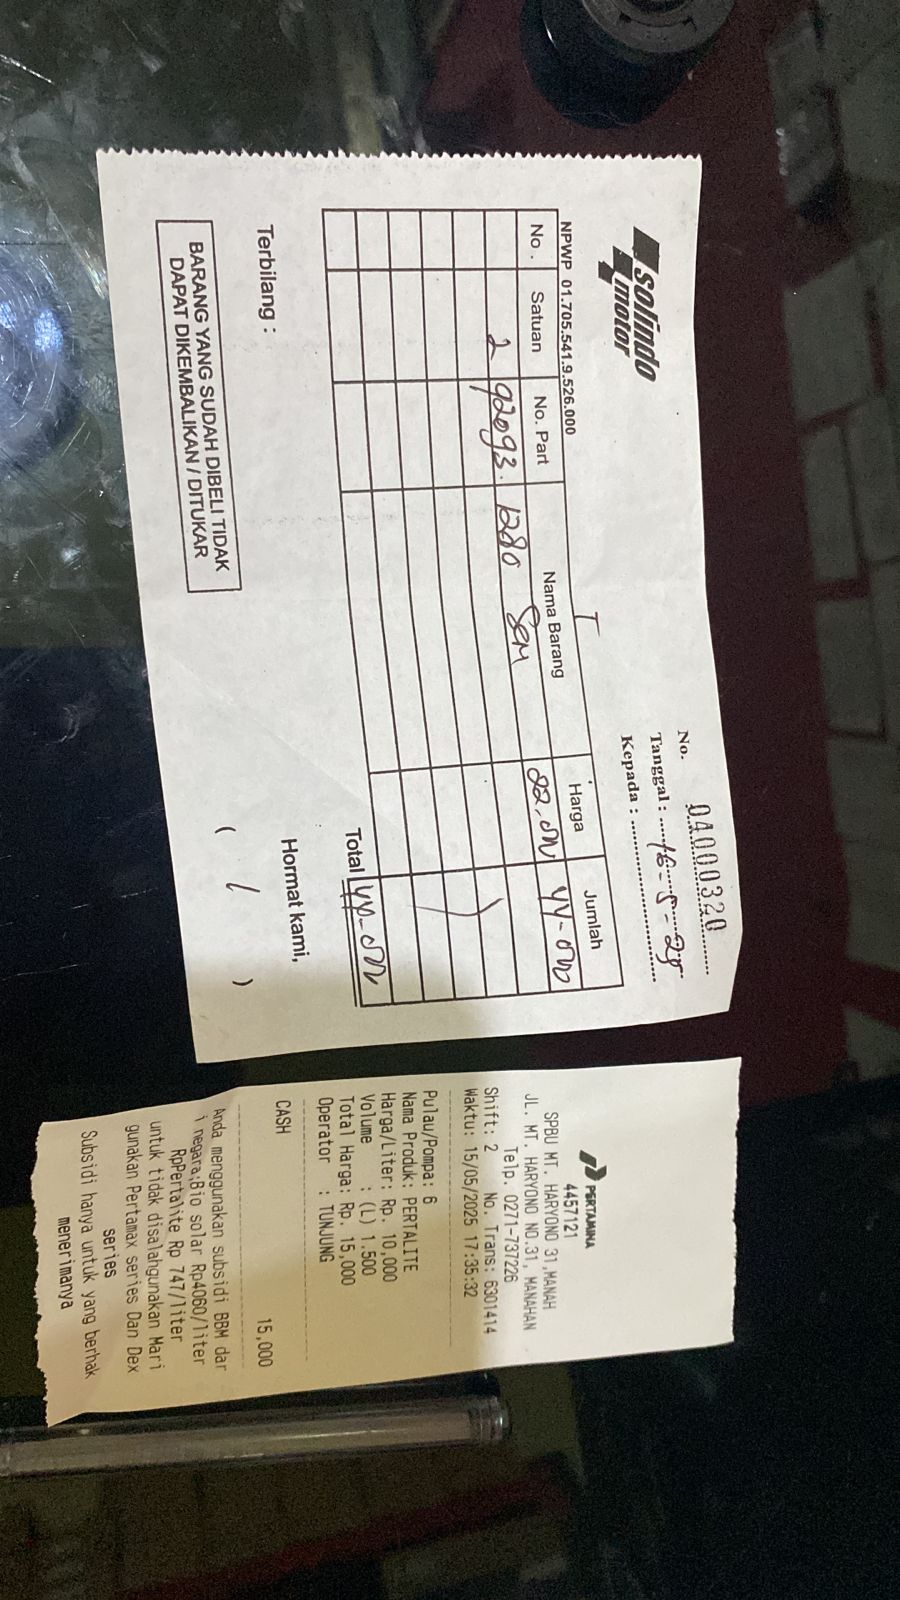 solindo
motor
No. 04000320
Tanggal : 16-5-25
Kepada :
NPWP 01.705.541.9.526.000
No. Satuan No. Part Nama Barang Harga Jumlah
2 92093. 1280
Total
Terbilang :
Hormat kami,
( )
BARANG YANG SUDAH DIBELI TIDAK
DAPAT DIKEMBALIKAN / DITUKAR
PERTAMINA
4457121
SPBU MT. HARYONO 31 ,MANAH
JL. MT. HARYONO NO.31, MANAHAN
Telp. 0271-737226
Shift: 2 No. Trans: 6301414
Waktu: 15/05/2025 17:35:32
Pulau/Pompa: 6
Nama Produk: PERTALITE
Harga/Liter: Rp. 10,000
Volume : (L) 1.500
Total Harga: Rp. 15,000
Operator : TUNJUNG
CASH 15,000
Anda menggunakan subsidi BBM dar
i negara;Bio solar Rp4060/liter
RpPertalite Rp 747/liter
untuk tidak disalahgunakan Mari
gunakan Pertamax series Dan Dex
series
Subsidi hanya untuk yang berhak
menerimanya